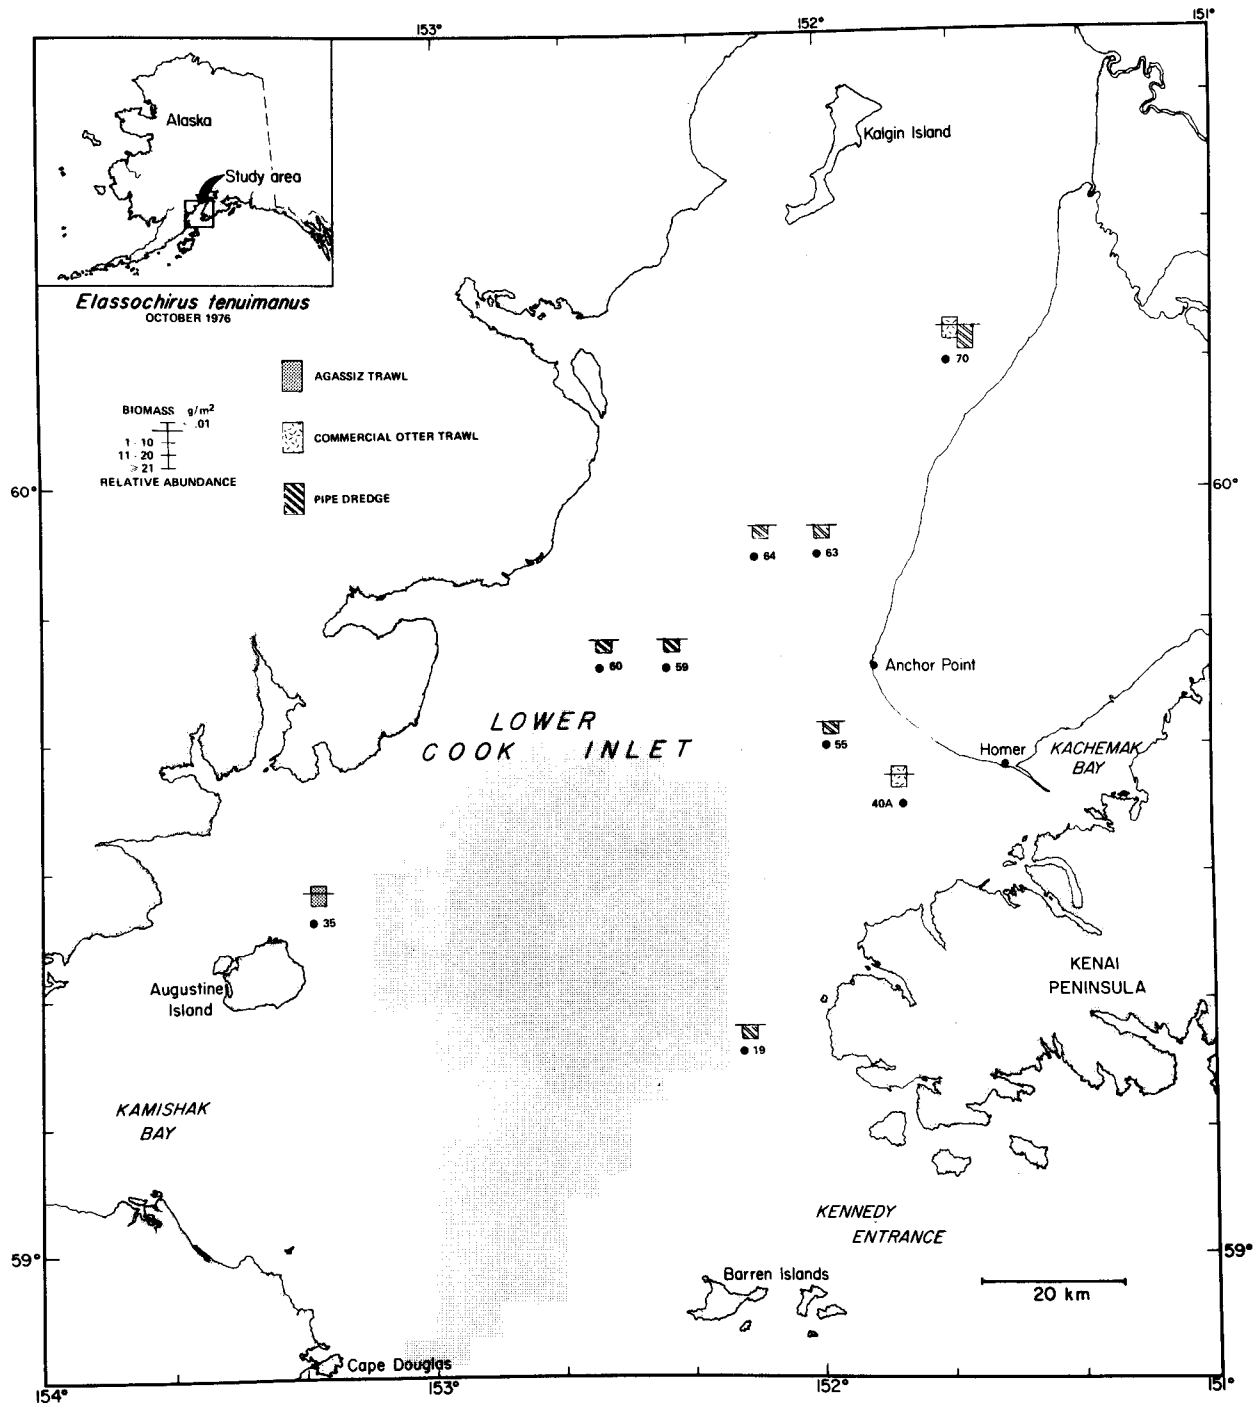 153°
152°
151°
Alaska
Study area
Kalgin Island
Elassochirus tenuimanus
OCTOBER 1976
70
AGASSIZ TRAWL
BIOMASS g/m²
.01
1 - 10
11 - 20
≥ 21
RELATIVE ABUNDANCE
COMMERCIAL OTTER TRAWL
PIPE DREDGE
60°
60°
64
63
60
59
Anchor Point
LOWER
COOK INLET
55
Homer
KACHEMAK
BAY
40A
35
Augustine
Island
KENAI
PENINSULA
19
KAMISHAK
BAY
KENNEDY
ENTRANCE
59°
59°
Barren Islands
20 km
Cape Douglas
154°
153°
152°
151°